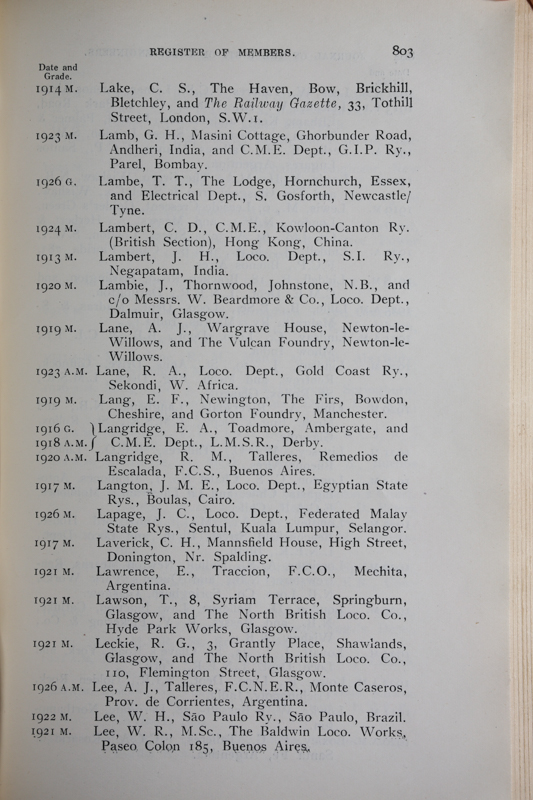 REGISTER OF MEMBERS. 803
Date and
Grade.
1914 M. Lake, C. S., The Haven, Bow, Brickhill,
Bletchley, and The Railway Gazette, 33, Tothill
Street, London, S.W.1.
1923 M. Lamb, G. H., Masini Cottage, Ghorbunder Road,
Andheri, India, and C.M.E. Dept., G.I.P. Ry.,
Parel, Bombay.
1926 G. Lambe, T. T., The Lodge, Hornchurch, Essex,
and Electrical Dept., S. Gosforth, Newcastle/
Tyne.
1924 M. Lambert, C. D., C.M.E., Kowloon-Canton Ry.
(British Section), Hong Kong, China.
1913 M. Lambert, J. H., Loco. Dept., S.I. Ry.,
Negapatam, India.
1920 M. Lambie, J., Thornwood, Johnstone, N.B., and
c/o Messrs. W. Beardmore & Co., Loco. Dept.,
Dalmuir, Glasgow.
1919 M. Lane, A. J., Wargrave House, Newton-le-
Willows, and The Vulcan Foundry, Newton-le-
Willows.
1923 A.M. Lane, R. A., Loco. Dept., Gold Coast Ry.,
Sekondi, W. Africa.
1919 M. Lang, E. F., Newington, The Firs, Bowdon,
Cheshire, and Gorton Foundry, Manchester.
1916 G. } Langridge, E. A., Toadmore, Ambergate, and
1918 A.M. } C.M.E. Dept., L.M.S.R., Derby.
1920 A.M. Langridge, R. M., Talleres, Remedios de
Escalada, F.C.S., Buenos Aires.
1917 M. Langton, J. M. E., Loco. Dept., Egyptian State
Rys., Boulas, Cairo.
1926 M. Lapage, J. C., Loco. Dept., Federated Malay
State Rys., Sentul, Kuala Lumpur, Selangor.
1917 M. Laverick, C. H., Mannsfield House, High Street,
Donington, Nr. Spalding.
1921 M. Lawrence, E., Traccion, F.C.O., Mechita,
Argentina.
1921 M. Lawson, T., 8, Syriam Terrace, Springburn,
Glasgow, and The North British Loco. Co.,
Hyde Park Works, Glasgow.
1921 M. Leckie, R. G., 3, Grantly Place, Shawlands,
Glasgow, and The North British Loco. Co.,
110, Flemington Street, Glasgow.
1926 A.M. Lee, A. J., Talleres, F.C.N.E.R., Monte Caseros,
Prov. de Corrientes, Argentina.
1922 M. Lee, W. H., São Paulo Ry., São Paulo, Brazil.
1921 M. Lee, W. R., M.Sc., The Baldwin Loco. Works,
Paseo Colon 185, Buenos Aires.